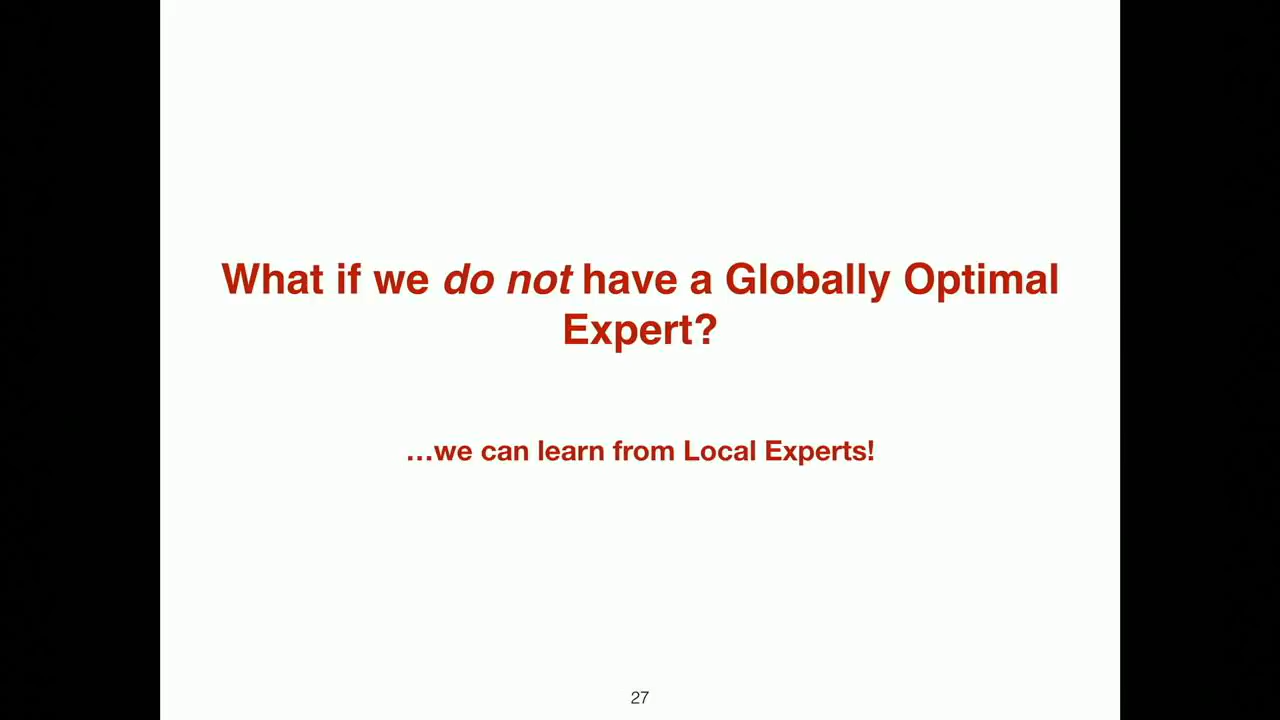 What if we do not have a Globally Optimal
Expert?
…we can learn from Local Experts!
27